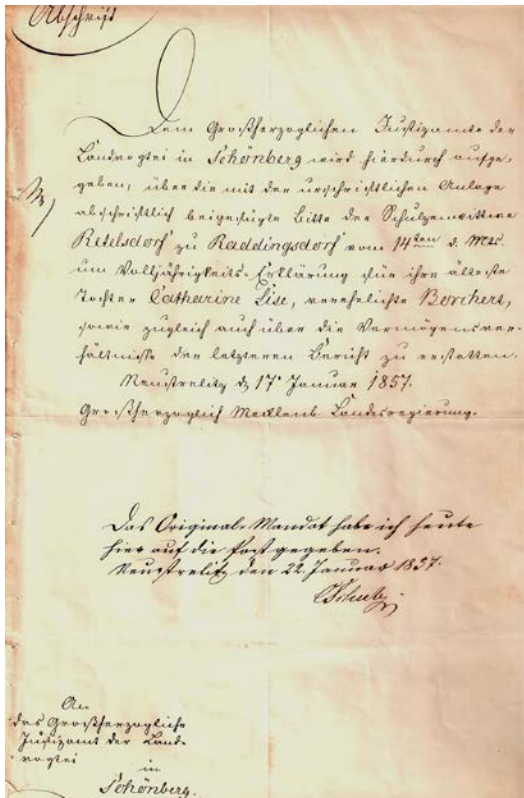 Abschrift
Dem Großherzoglichen Justizamte der
Landvogtei in Schönberg wird hierdurch aufge-
geben, über die mit der urschriftlichen Anlage
abschriftlich beigefügte Bitte der Schulzenwittwe
Retelsdorf zu Raddingsdorf vom 14ten d. Mts.
um Volljährigkeits-Erklärung für ihre älteste
Tochter Catharine Lise, verehelichte Borchert,
sowie zugleich auch über die Vermögensver-
hältnisse der letzteren Bericht zu erstatten.
Neustrelitz d. 17. Januar 1857.
Großherzoglich Mecklenb. Landesregierung.
Das Original-Mandat habe ich heute
hier auf die Post gegeben.
Neustrelitz den 22. Januar 1857.
An
das Großherzogliche
Justizamt der Land-
vogtei
in
Schönberg.